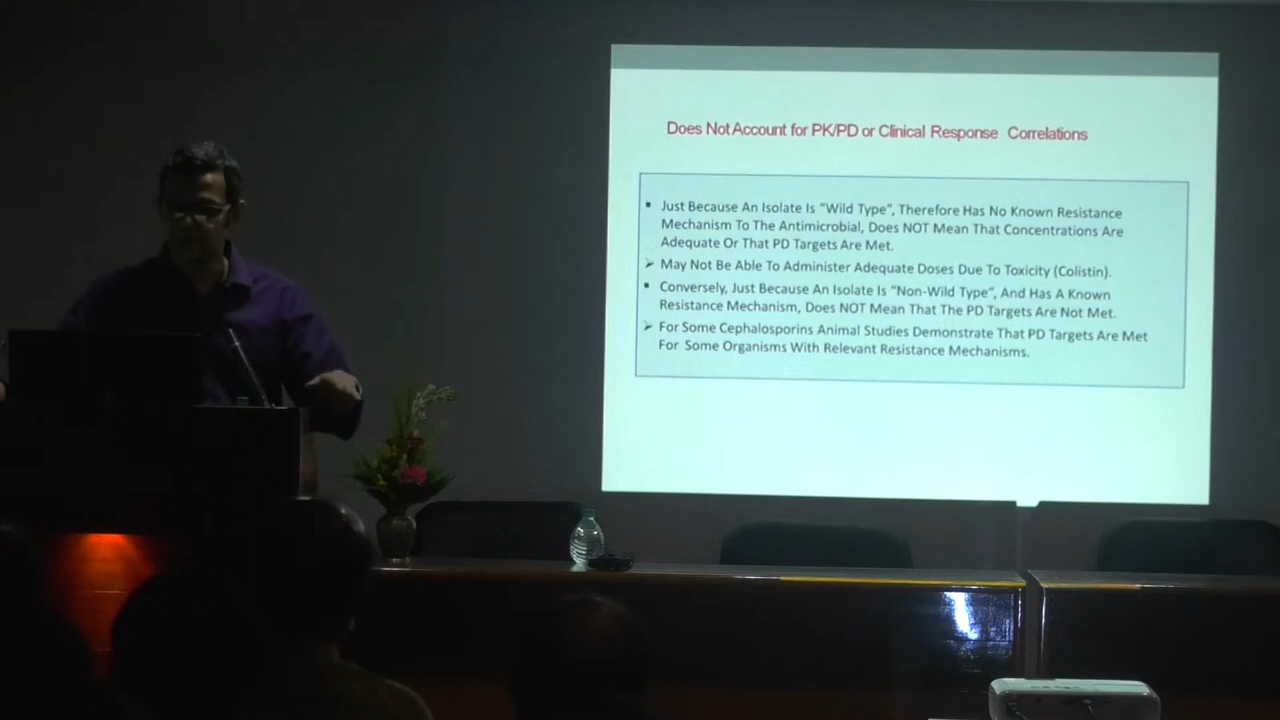 Does Not Account for PK/PD or Clinical Response Correlations
▪ Just Because An Isolate Is “Wild Type”, Therefore Has No Known Resistance
Mechanism To The Antimicrobial, Does NOT Mean That Concentrations Are
Adequate Or That PD Targets Are Met.
➢ May Not Be Able To Administer Adequate Doses Due To Toxicity (Colistin).
▪ Conversely, Just Because An Isolate Is “Non-Wild Type”, And Has A Known
Resistance Mechanism, Does NOT Mean That The PD Targets Are Not Met.
➢ For Some Cephalosporins Animal Studies Demonstrate That PD Targets Are Met
For Some Organisms With Relevant Resistance Mechanisms.